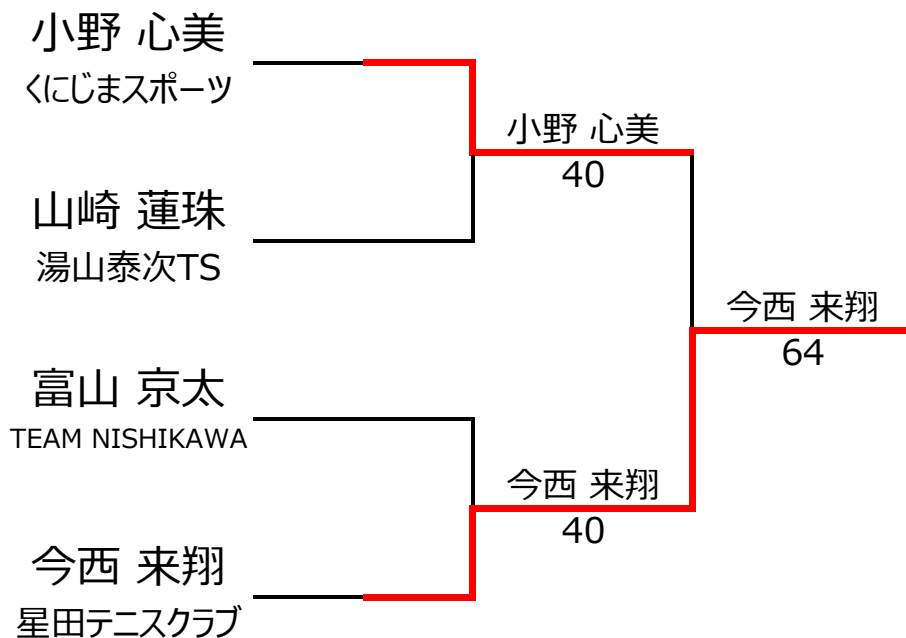 小野 心美
くにじまスポーツ
小野 心美
40
山崎 蓮珠
湯山泰次TS
今西 来翔
64
富山 京太
TEAM NISHIKAWA
今西 来翔
40
今西 来翔
星田テニスクラブ